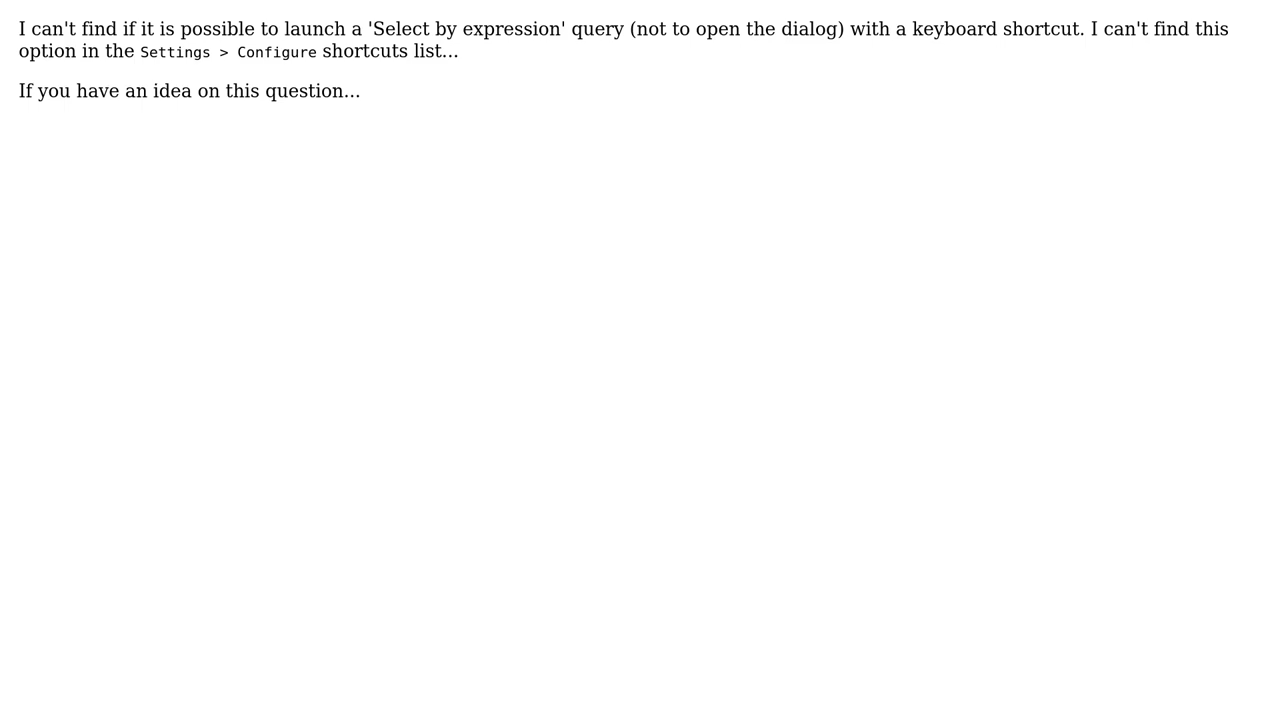 I can't find if it is possible to launch a 'Select by expression' query (not to open the dialog) with a keyboard shortcut. I can't find this
option in the Settings > Configure shortcuts list...
If you have an idea on this question...